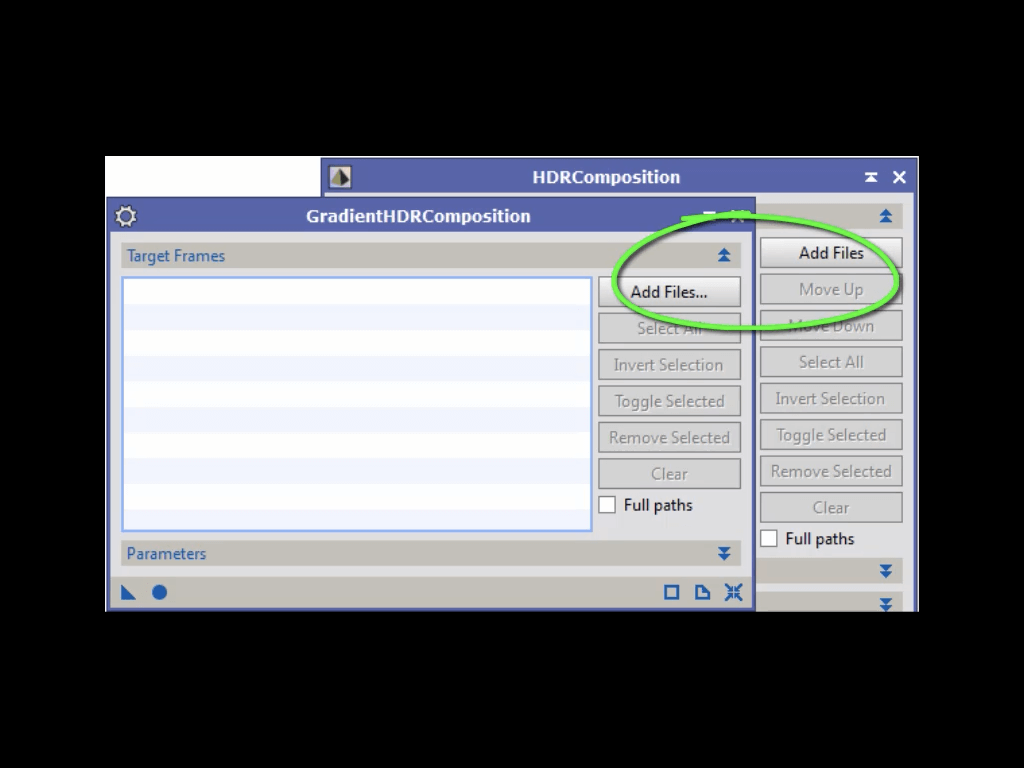 HDRComposition
GradientHDRComposition
Target Frames
Add Files...
Select All
Invert Selection
Toggle Selected
Remove Selected
Clear
Full paths
Parameters
Add Files
Move Up
Move Down
Select All
Invert Selection
Toggle Selected
Remove Selected
Clear
Full paths